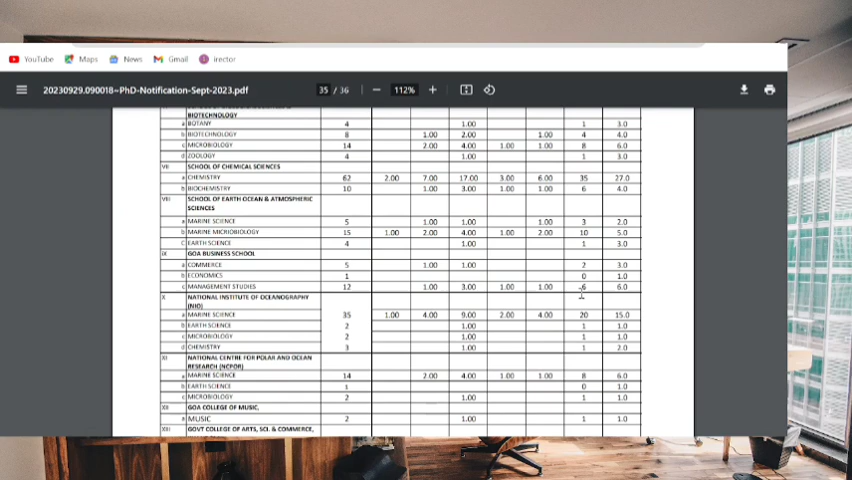 YouTube Maps News Gmail irector
20230929.090018–PhD-Notification-Sept-2023.pdf 35 / 36 112%
BIOTECHNOLOGY
a BOTANY 4 1.00 1 3.0
b BIOTECHNOLOGY 8 1.00 2.00 1.00 4 4.0
c MICROBIOLOGY 14 2.00 4.00 1.00 1.00 8 6.0
d ZOOLOGY 4 1.00 1 3.0
VII SCHOOL OF CHEMICAL SCIENCES
a CHEMISTRY 62 2.00 7.00 17.00 3.00 6.00 35 27.0
b BIOCHEMISTRY 10 1.00 3.00 1.00 1.00 6 4.0
VIII SCHOOL OF EARTH OCEAN & ATMOSPHERIC
SCIENCES
a MARINE SCIENCE 5 1.00 1.00 1.00 3 2.0
b MARINE MICROBIOLOGY 15 1.00 2.00 4.00 1.00 2.00 10 5.0
C EARTH SCIENCE 4 1.00 1 3.0
IX GOA BUSINESS SCHOOL
a COMMERCE 5 1.00 1.00 2 3.0
b ECONOMICS 1 0 1.0
c MANAGEMENT STUDIES 12 1.00 3.00 1.00 1.00 6 6.0
X NATIONAL INSTITUTE OF OCEANOGRAPHY
(NIO)
a MARINE SCIENCE 35 1.00 4.00 9.00 2.00 4.00 20 15.0
b EARTH SCIENCE 2 1.00 1 1.0
c MICROBIOLOGY 2 1.00 1 1.0
d CHEMISTRY 3 1.00 1 2.0
XI NATIONAL CENTRE FOR POLAR AND OCEAN
RESEARCH (NCPOR)
a MARINE SCIENCE 14 2.00 4.00 1.00 1.00 8 6.0
b EARTH SCIENCE 1 0 1.0
c MICROBIOLOGY 2 1.00 1 1.0
XII GOA COLLEGE OF MUSIC,
a MUSIC 2 1.00 1 1.0
XIII GOVT COLLEGE OF ARTS, SCI. & COMMERCE,